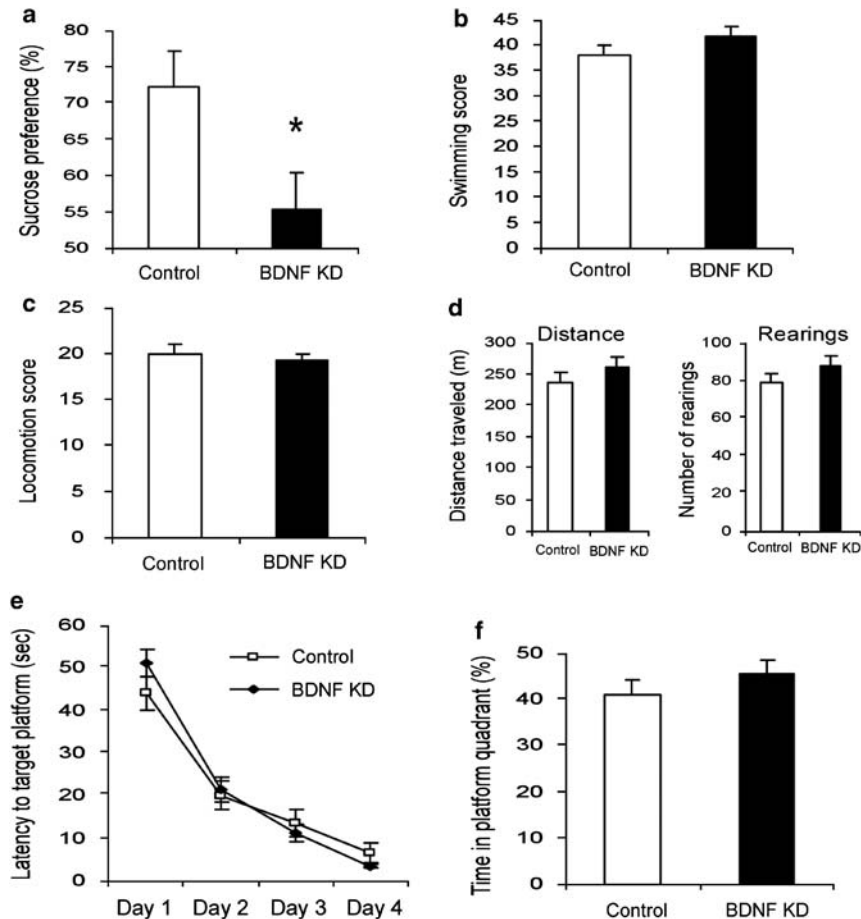 a
Sucrose preference (%)
75
70
65
60
55
50
*
Control BDNF KD
b
Swimming score
45
40
35
30
25
20
15
10
5
0
Control BDNF KD
c
Locomotion score
25
20
15
10
5
0
Control BDNF KD
d
Distance
Distance traveled (m)
300
250
200
150
100
50
0
Control BDNF KD
Rearings
Number of rearings
100
80
60
40
20
0
Control BDNF KD
e
Latency to target platform (sec)
60
50
40
30
20
10
0
Control
BDNF KD
Day 1 Day 2 Day 3 Day 4
f
Time in platform quadrant (%)
50
40
30
20
10
0
Control BDNF KD